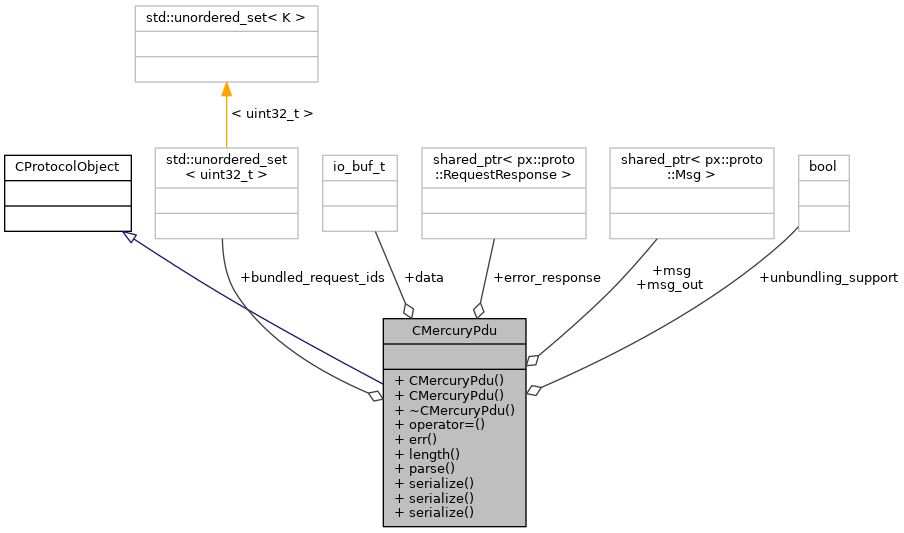 std::unordered_set< K >
< uint32_t >
CProtocolObject
std::unordered_set
< uint32_t >
io_buf_t
shared_ptr< px::proto
::RequestResponse >
shared_ptr< px::proto
::Msg >
bool
+bundled_request_ids
+data
+error_response
+msg
+msg_out
+unbundling_support
CMercuryPdu
+ CMercuryPdu()
+ CMercuryPdu()
+ ~CMercuryPdu()
+ operator=()
+ err()
+ length()
+ parse()
+ serialize()
+ serialize()
+ serialize()